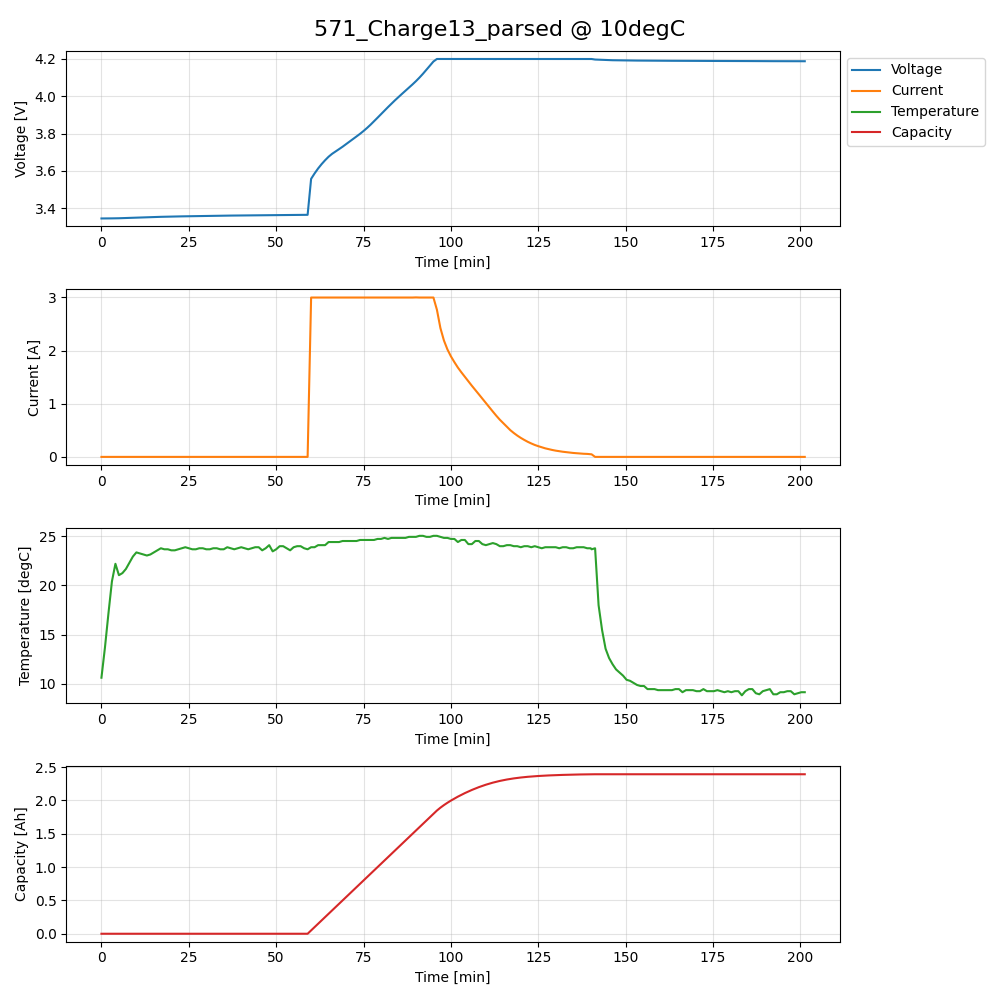 571_Charge13_parsed @ 10degC
Voltage [V]
4.2
4.0
3.8
3.6
3.4
0 25 50 75 100 125 150 175 200
Time [min]
Voltage
Current
Temperature
Capacity
Current [A]
3
2
1
0
0 25 50 75 100 125 150 175 200
Time [min]
Temperature [degC]
25
20
15
10
0 25 50 75 100 125 150 175 200
Time [min]
Capacity [Ah]
2.5
2.0
1.5
1.0
0.5
0.0
0 25 50 75 100 125 150 175 200
Time [min]